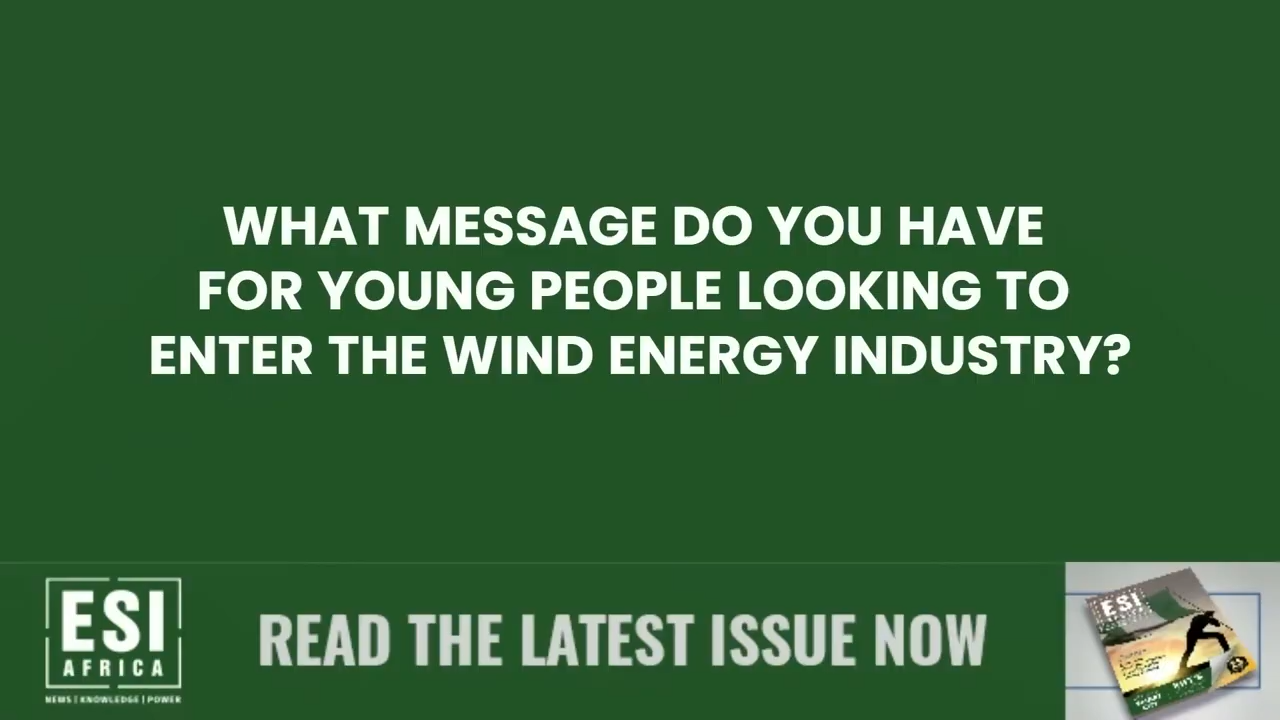 WHAT MESSAGE DO YOU HAVE
FOR YOUNG PEOPLE LOOKING TO
ENTER THE WIND ENERGY INDUSTRY?
ESI
AFRICA
NEWS | KNOWLEDGE | POWER
READ THE LATEST ISSUE NOW
ESI